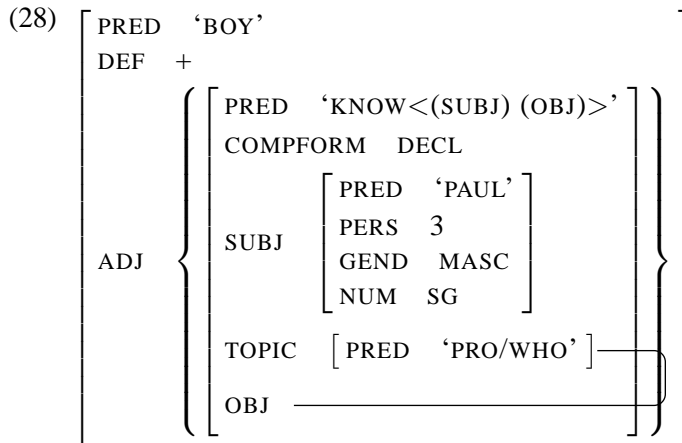 (28)
PRED ‘BOY’
DEF +
PRED ‘KNOW<(SUBJ) (OBJ)>’
COMPFORM DECL
PRED ‘PAUL’
PERS 3
SUBJ
GEND MASC
ADJ
NUM SG
TOPIC [PRED ‘PRO/WHO’]
OBJ